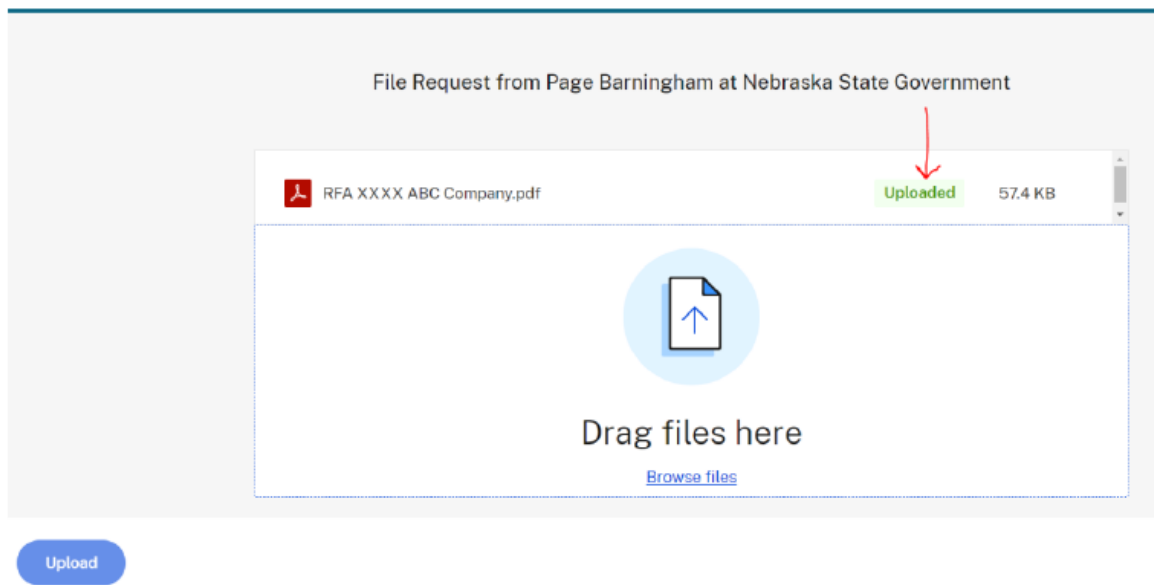 File Request from Page Barningham at Nebraska State Government
RFA XXXX ABC Company.pdf Uploaded 57.4 KB
Drag files here
Browse files
Upload